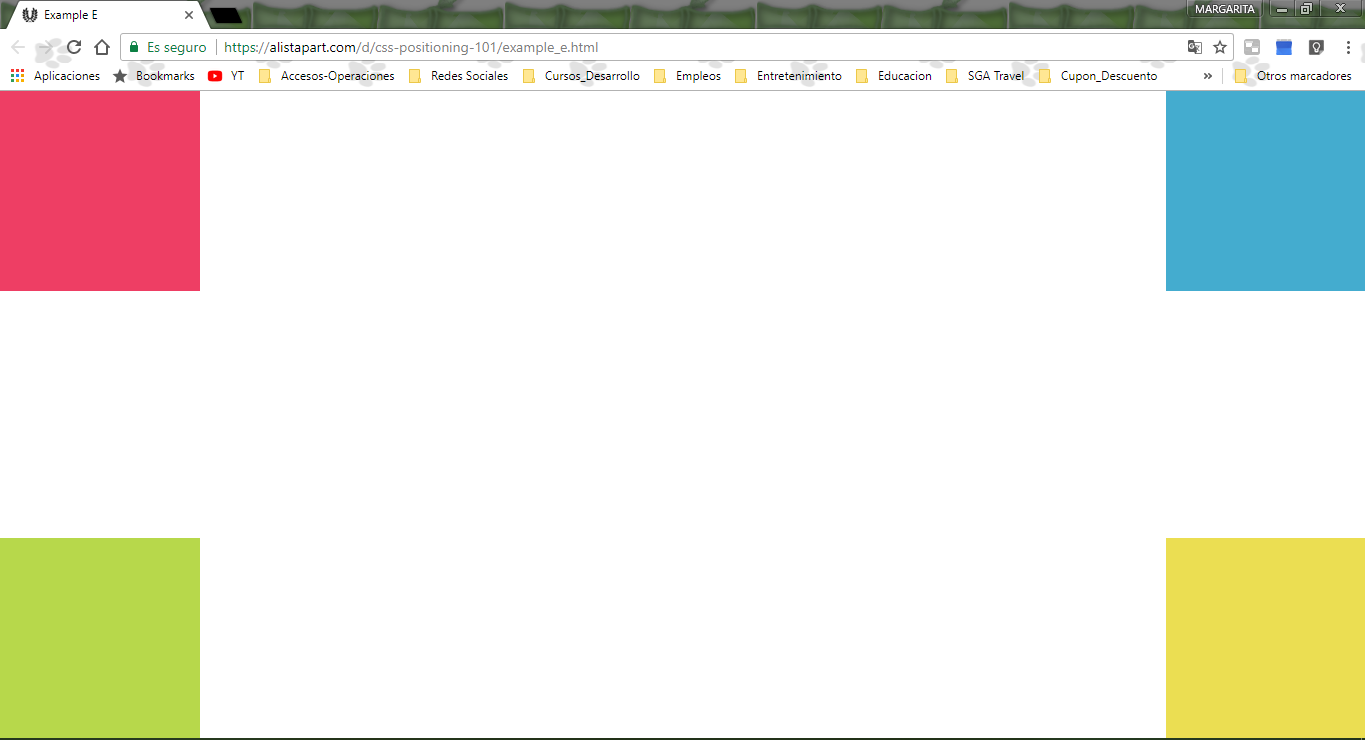 Example E
MARGARITA
Es seguro https://alistapart.com/d/css-positioning-101/example_e.html
Aplicaciones Bookmarks YT Accesos-Operaciones Redes Sociales Cursos_Desarrollo Empleos Entretenimiento Educacion SGA Travel Cupon_Descuento » Otros marcadores